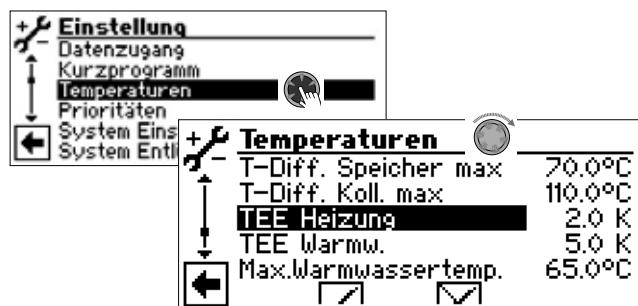 Einstellung
Datenzugang
Kurzprogramm
Temperaturen
Prioritäten
System Eins
System Entl
Temperaturen
T-Diff. Speicher max 70.0°C
T-Diff. Koll. max 110.0°C
TEE Heizung 2.0 K
TEE Warmw. 5.0 K
Max.Warmwassertemp. 65.0°C